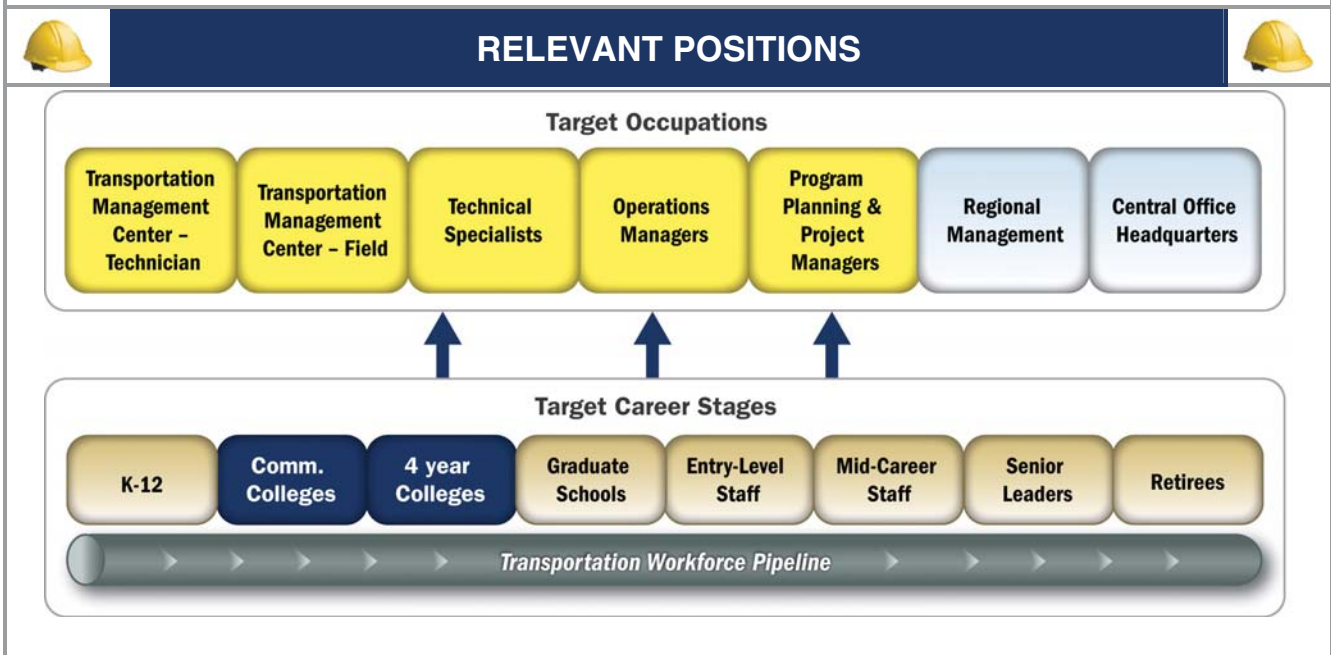 RELEVANT POSITIONS
Target Occupations
Transportation
Management
Center –
Technician
Transportation
Management
Center – Field
Technical
Specialists
Operations
Managers
Program
Planning &
Project
Managers
Regional
Management
Central Office
Headquarters
Target Career Stages
K-12
Comm.
Colleges
4 year
Colleges
Graduate
Schools
Entry-Level
Staff
Mid-Career
Staff
Senior
Leaders
Retirees
Transportation Workforce Pipeline